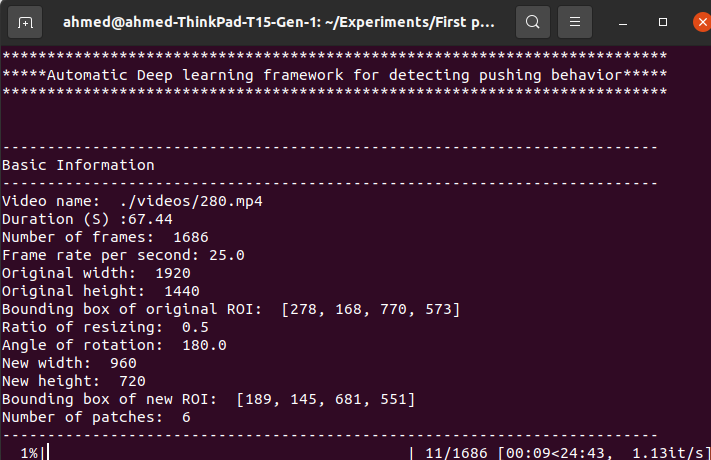 ahmed@ahmed-ThinkPad-T15-Gen-1: ~/Experiments/First p...
**************************************************************************
*****Automatic Deep learning framework for detecting pushing behavior*****
**************************************************************************
-------------------------------------------------------------------------
Basic Information
-------------------------------------------------------------------------
Video name:  ./videos/280.mp4
Duration (S) :67.44
Number of frames:  1686
Frame rate per second: 25.0
Original width:  1920
Original height:  1440
Bounding box of original ROI:  [278, 168, 770, 573]
Ratio of resizing:  0.5
Angle of rotation:  180.0
New width:  960
New height:  720
Bounding box of new ROI:  [189, 145, 681, 551]
Number of patches:  6
-------------------------------------------------------------------------
  1%|                                        | 11/1686 [00:09<24:43,  1.13it/s]